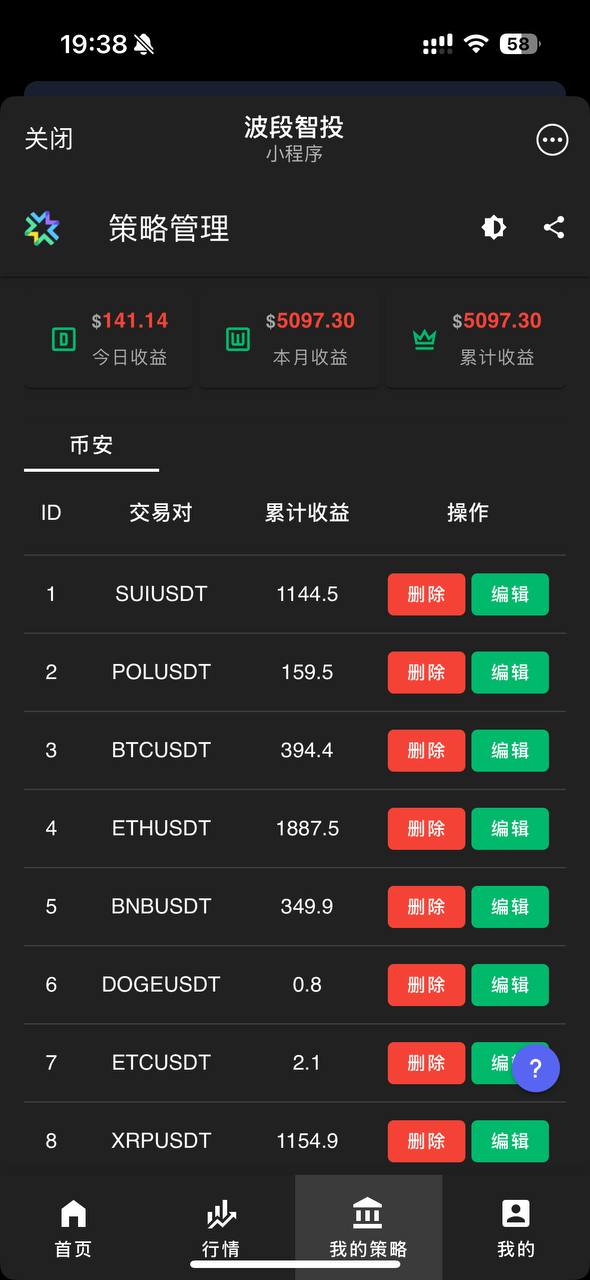 19:38
58
关闭
波段智投
小程序
策略管理
D
$141.14
今日收益
W
$5097.30
本月收益
$5097.30
累计收益
币安
ID 交易对 累计收益 操作
1 SUIUSDT 1144.5 删除 编辑
2 POLUSDT 159.5 删除 编辑
3 BTCUSDT 394.4 删除 编辑
4 ETHUSDT 1887.5 删除 编辑
5 BNBUSDT 349.9 删除 编辑
6 DOGEUSDT 0.8 删除 编辑
7 ETCUSDT 2.1 删除 编
?
8 XRPUSDT 1154.9 删除 编辑
首页 行情 我的策略 我的